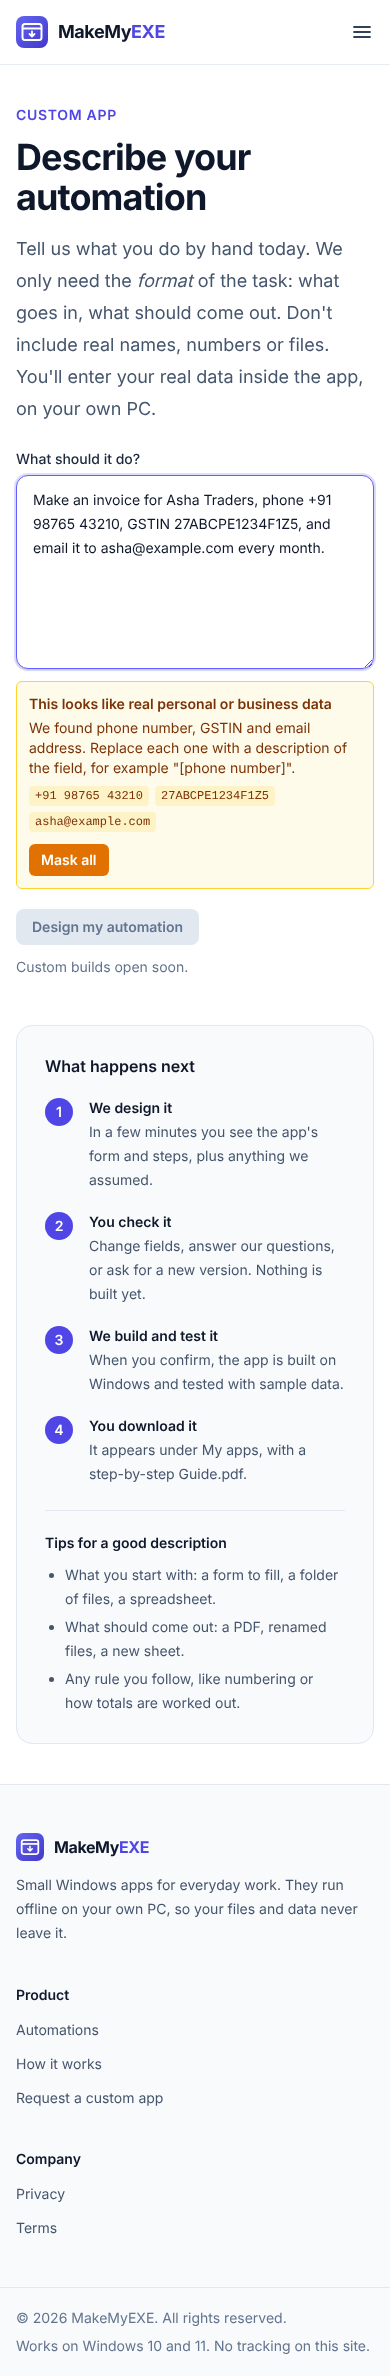 MakeMyEXE
CUSTOM APP
Describe your
automation
Tell us what you do by hand today. We
only need the format of the task: what
goes in, what should come out. Don't
include real names, numbers or files.
You'll enter your real data inside the app,
on your own PC.
What should it do?
Make an invoice for Asha Traders, phone +91
98765 43210, GSTIN 27ABCPE1234F1Z5, and
email it to asha@example.com every month.
This looks like real personal or business data
We found phone number, GSTIN and email
address. Replace each one with a description of
the field, for example "[phone number]".
+91 98765 43210 27ABCPE1234F1Z5
asha@example.com
Mask all
Design my automation
Custom builds open soon.
What happens next
1 We design it
In a few minutes you see the app's
form and steps, plus anything we
assumed.
2 You check it
Change fields, answer our questions,
or ask for a new version. Nothing is
built yet.
3 We build and test it
When you confirm, the app is built on
Windows and tested with sample data.
4 You download it
It appears under My apps, with a
step-by-step Guide.pdf.
Tips for a good description
• What you start with: a form to fill, a folder
of files, a spreadsheet.
• What should come out: a PDF, renamed
files, a new sheet.
• Any rule you follow, like numbering or
how totals are worked out.
MakeMyEXE
Small Windows apps for everyday work. They run
offline on your own PC, so your files and data never
leave it.
Product
Automations
How it works
Request a custom app
Company
Privacy
Terms
© 2026 MakeMyEXE. All rights reserved.
Works on Windows 10 and 11. No tracking on this site.